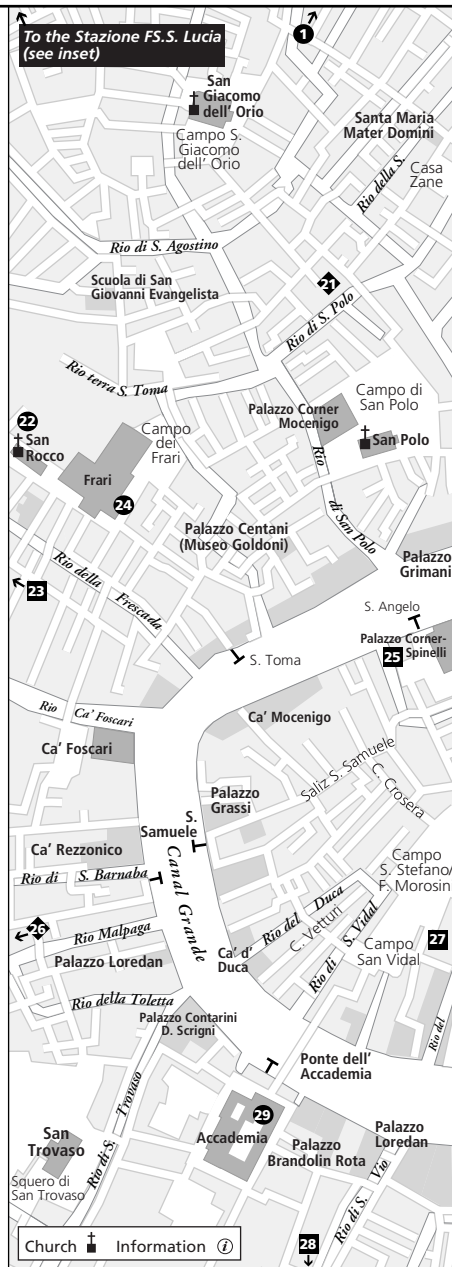 To the Stazione FS.S. Lucia
(see inset)
1
San
Giacomo
dell' Orio
Campo S.
Giacomo
dell' Orio
Santa Maria
Mater Domini
Rio della S.
Casa
Zane
Rio di S. Agostino
Scuola di San
Giovanni Evangelista
21
Rio di S. Polo
Rio terra S. Toma
Campo di
San Polo
Palazzo Corner
Mocenigo
22
San
Rocco
Campo
dei
Frari
San Polo
Rio
di San Polo
Frari
24
Palazzo Centani
(Museo Goldoni)
Palazzo
Grimani
Rio della
Frescada
23
S. Angelo
S. Toma
Palazzo Corner-
Spinelli
25
Rio
Ca' Foscari
Ca' Mocenigo
Ca' Foscari
Saliz S. Samuele
C. Crosera
Palazzo
Grassi
S.
Samuele
Ca' Rezzonico
Campo
S. Stefano/
F. Morosin
Rio di
S. Barnaba
Canal Grande
Rio del Duca
C. Vetturi
Rio di S. Vidal
26
Rio Malpaga
27
Campo
San Vidal
Ca' d'
Duca
Palazzo Loredan
Rio della Toletta
Rio del
Palazzo Contarini
D. Scrigni
Ponte dell'
Accademia
Rio di S. Trovaso
29
Accademia
San
Trovaso
Palazzo
Loredan
Palazzo
Brandolin Rota
Squero di
San Trovaso
Rio di S. Vio
28
Church Information i